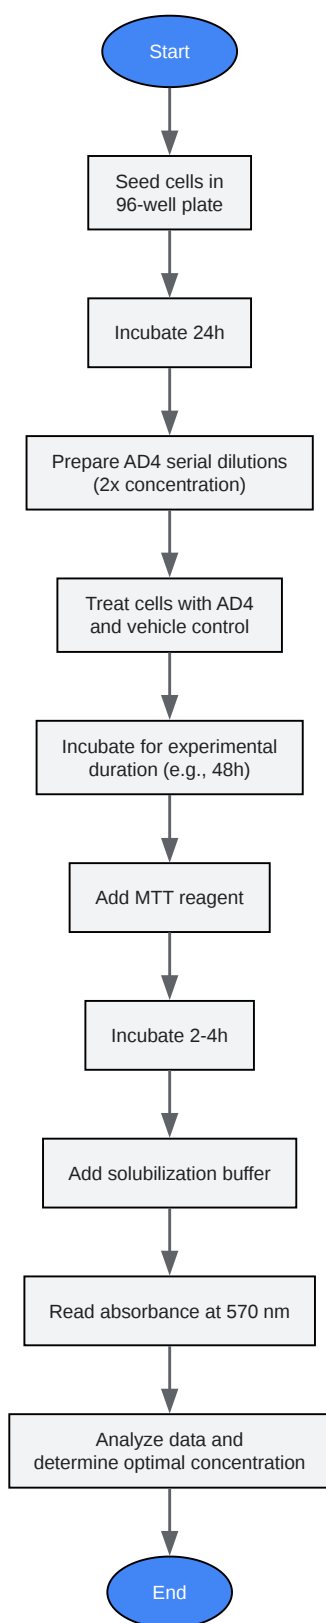 Start
Seed cells in
96-well plate
Incubate 24h
Prepare AD4 serial dilutions
(2x concentration)
Treat cells with AD4
and vehicle control
Incubate for experimental
duration (e.g., 48h)
Add MTT reagent
Incubate 2-4h
Add solubilization buffer
Read absorbance at 570 nm
Analyze data and
determine optimal concentration
End